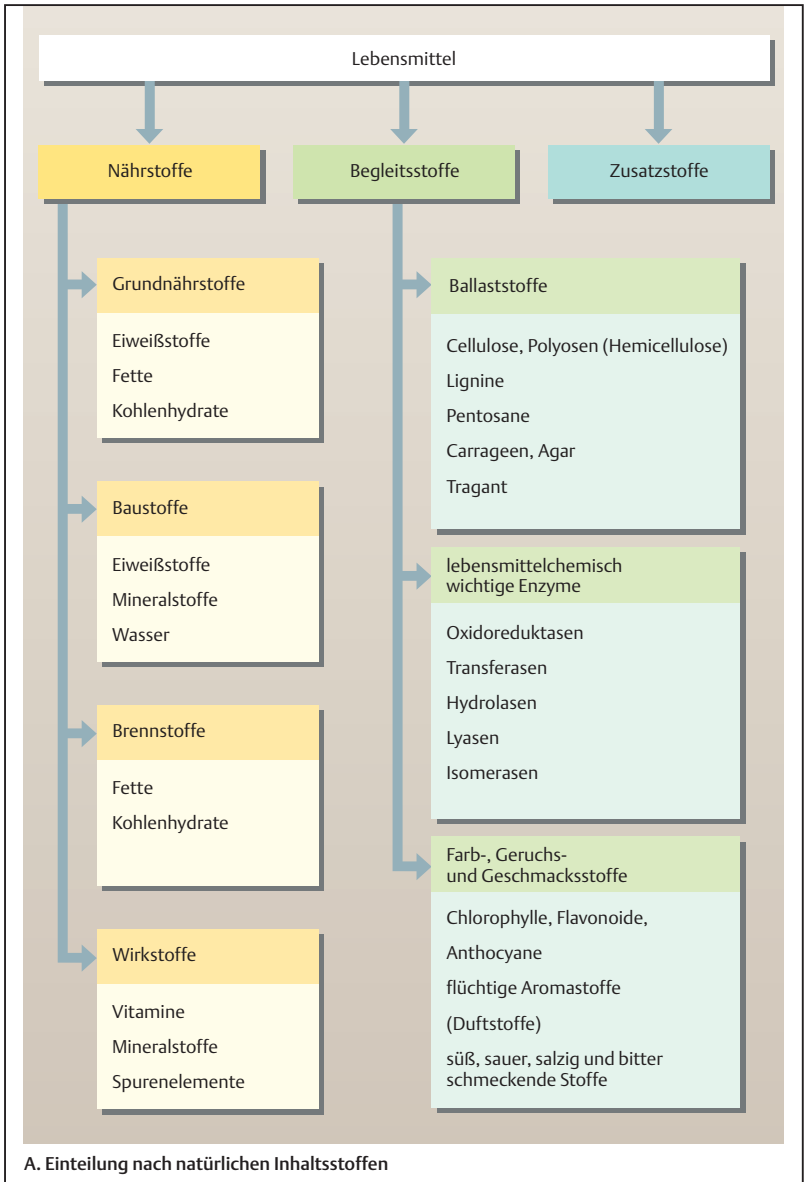 Lebensmittel
Nährstoffe
Begleitsstoffe
Zusatzstoffe
Grundnährstoffe
Eiweißstoffe
Fette
Kohlenhydrate
Baustoffe
Eiweißstoffe
Mineralstoffe
Wasser
Brennstoffe
Fette
Kohlenhydrate
Wirkstoffe
Vitamine
Mineralstoffe
Spurenelemente
Ballaststoffe
Cellulose, Polyosen (Hemicellulose)
Lignine
Pentosane
Carrageen, Agar
Tragant
lebensmittelchemisch
wichtige Enzyme
Oxidoreduktasen
Transferasen
Hydrolasen
Lyasen
Isomerasen
Farb-, Geruchs-
und Geschmacksstoffe
Chlorophylle, Flavonoide,
Anthocyane
flüchtige Aromastoffe
(Duftstoffe)
süß, sauer, salzig und bitter
schmeckende Stoffe
A. Einteilung nach natürlichen Inhaltsstoffen